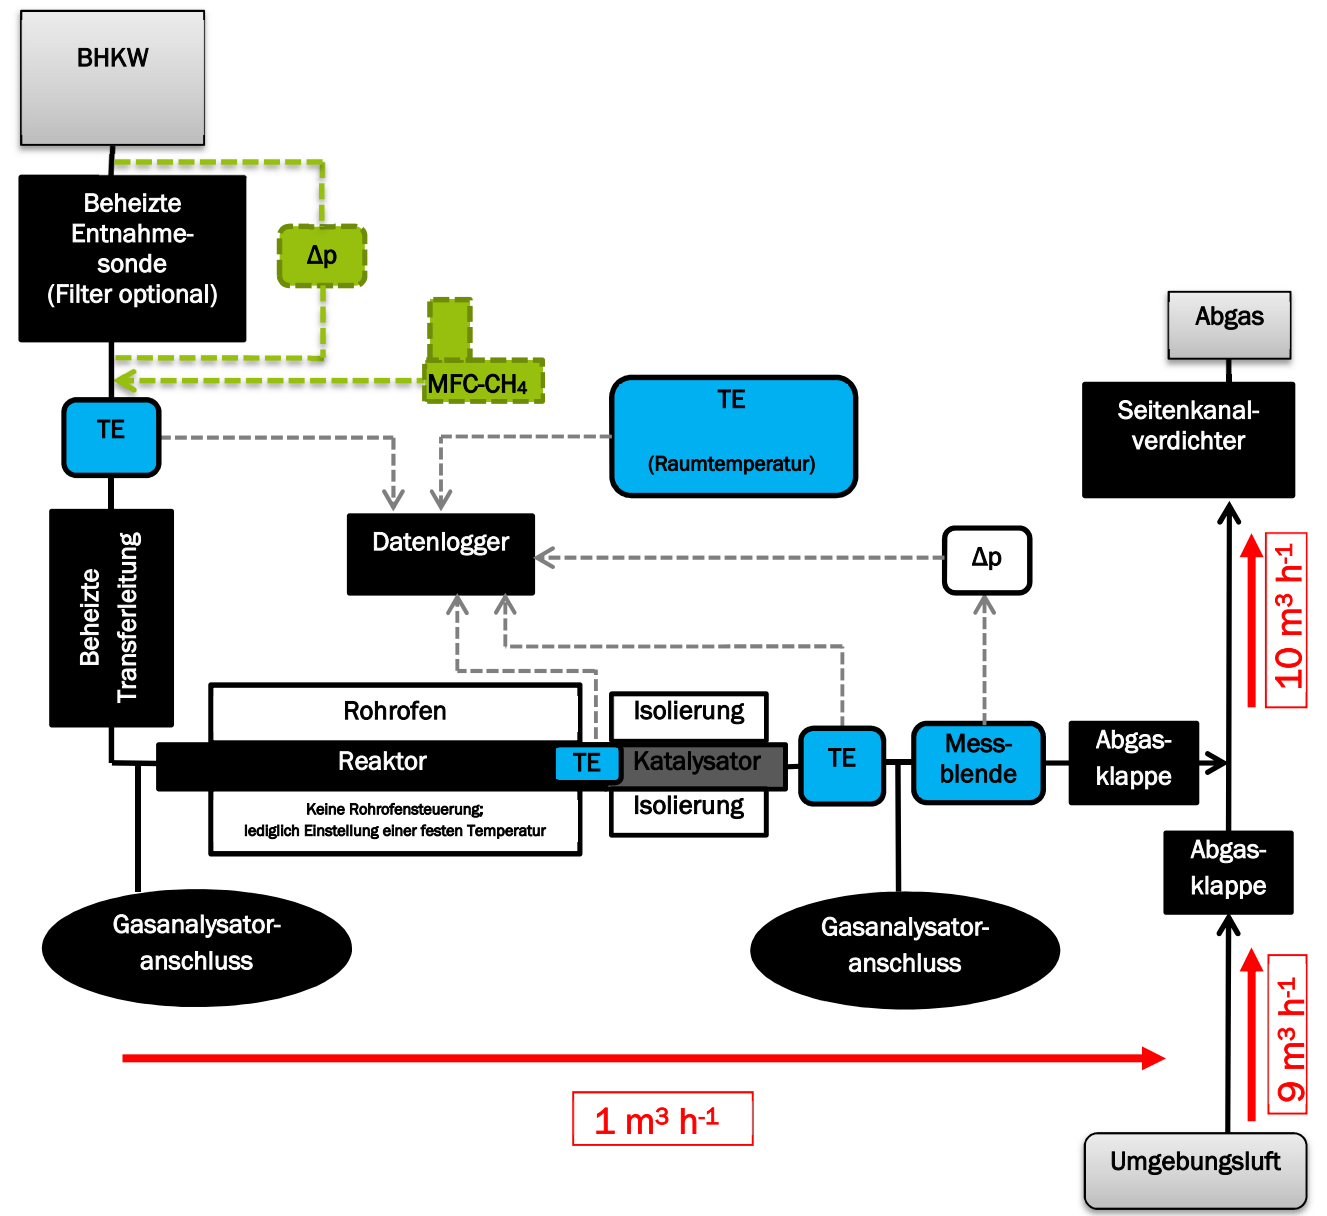 BHKW
Beheizte
Entnahme-
sonde
(Filter optional)
Δp
MFC-CH₄
TE
TE
(Raumtemperatur)
Abgas
Seitenkanal-
verdichter
Datenlogger
Δp
10 m³ h⁻¹
Beheizte
Transferleitung
Rohrofen
Isolierung
Reaktor
TE
Katalysator
TE
Mess-
blende
Abgas-
klappe
Keine Rohrofensteuerung;
lediglich Einstellung einer festen Temperatur
Isolierung
Abgas-
klappe
Gasanalysator-
anschluss
Gasanalysator-
anschluss
9 m³ h⁻¹
1 m³ h⁻¹
Umgebungsluft